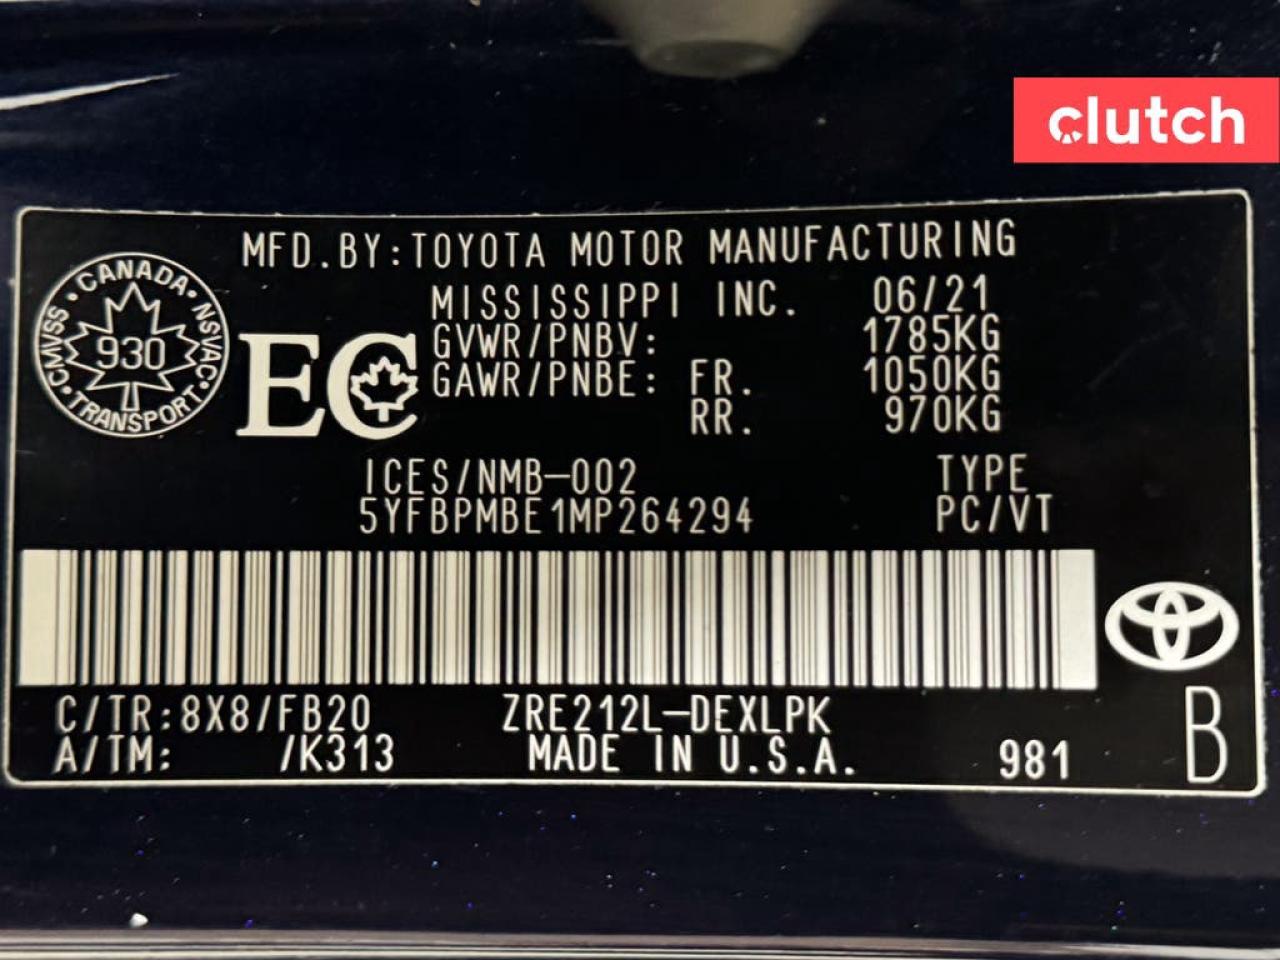 clutch
MFD.BY:TOYOTA MOTOR MANUFACTURING
MISSISSIPPI INC. 06/21
GVWR/PNBV: 1785KG
GAWR/PNBE: FR. 1050KG
RR. 970KG
CANADA
CMVSS · NSVAC
930
TRANSPORT
EC
ICES/NMB-002 TYPE
5YFBPMBE1MP264294 PC/VT
C/TR:8X8/FB20 ZRE212L-DEXLPK
A/TM: /K313 MADE IN U.S.A. 981 B